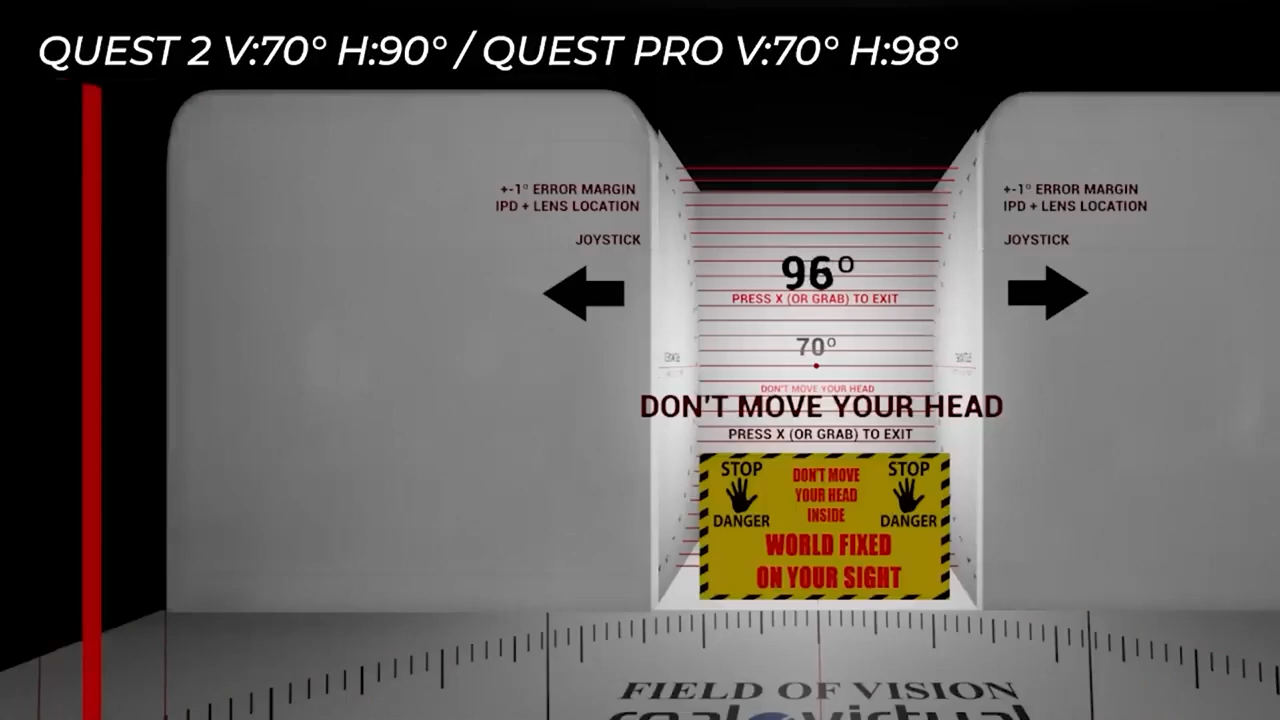 QUEST 2 V:70° H:90° / QUEST PRO V:70° H:98°
+-1° ERROR MARGIN
IPD + LENS LOCATION
JOYSTICK
+-1° ERROR MARGIN
IPD + LENS LOCATION
JOYSTICK
96°
PRESS X (OR GRAB) TO EXIT
70°
DON'T MOVE YOUR HEAD
DON'T MOVE YOUR HEAD
PRESS X (OR GRAB) TO EXIT
STOP
DANGER
DON'T MOVE
YOUR HEAD
INSIDE
STOP
DANGER
WORLD FIXED
ON YOUR SIGHT
FIELD OF VISION